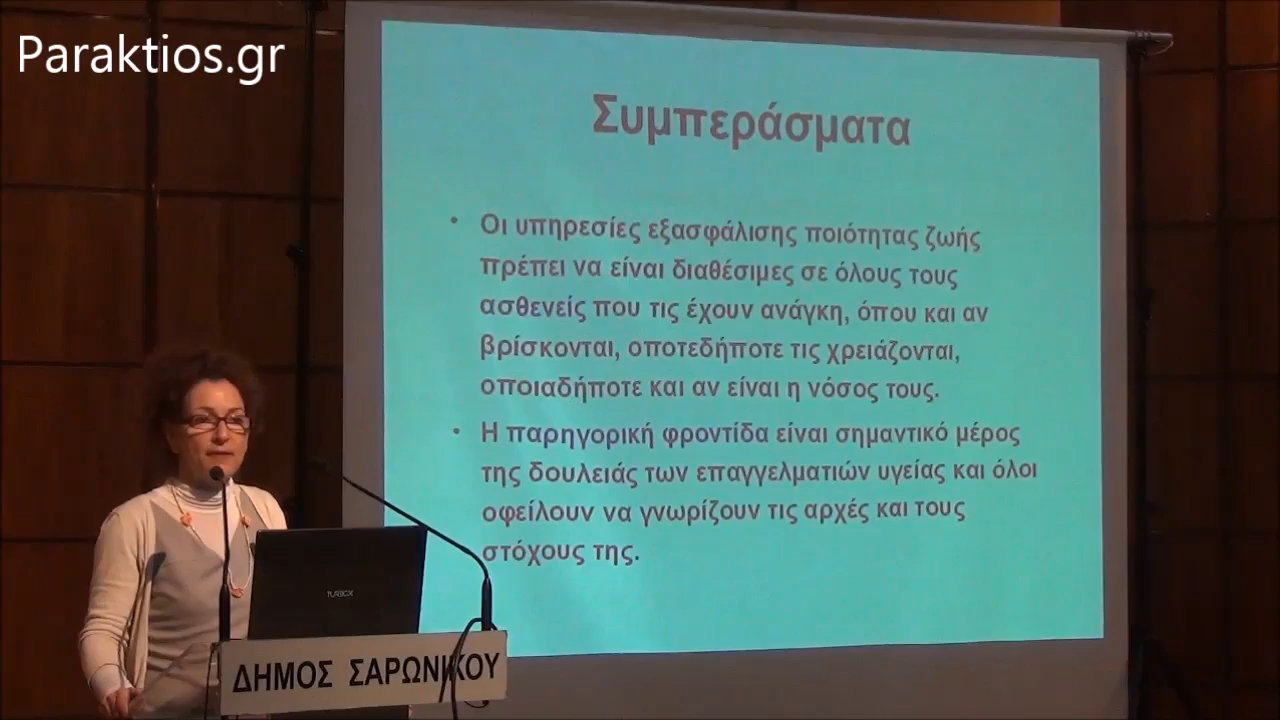 Paraktios.gr
Συμπεράσματα
• Οι υπηρεσίες εξασφάλισης ποιότητας ζωής
πρέπει να είναι διαθέσιμες σε όλους τους
ασθενείς που τις έχουν ανάγκη, όπου και αν
βρίσκονται, οποτεδήποτε τις χρειάζονται,
οποιαδήποτε και αν είναι η νόσος τους.
• Η παρηγορική φροντίδα είναι σημαντικό μέρος
της δουλειάς των επαγγελματιών υγείας και όλοι
οφείλουν να γνωρίζουν τις αρχές και τους
στόχους της.
TURBOX
ΔΗΜΟΣ ΣΑΡΩΝΙΚΟΥ